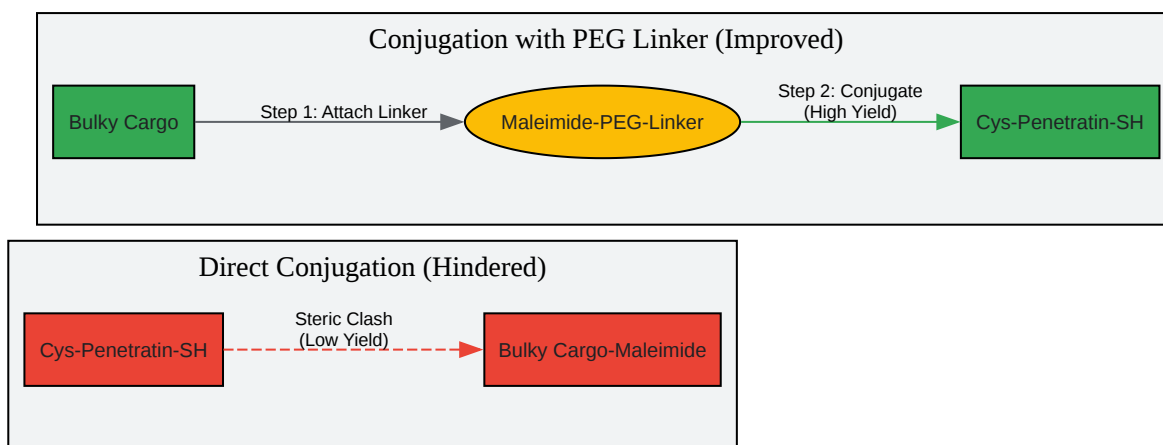 Conjugation with PEG Linker (Improved)
Bulky Cargo
Step 1: Attach Linker
Maleimide-PEG-Linker
Step 2: Conjugate
(High Yield)
Cys-Penetratin-SH
Direct Conjugation (Hindered)
Cys-Penetratin-SH
Steric Clash
(Low Yield)
Bulky Cargo-Maleimide